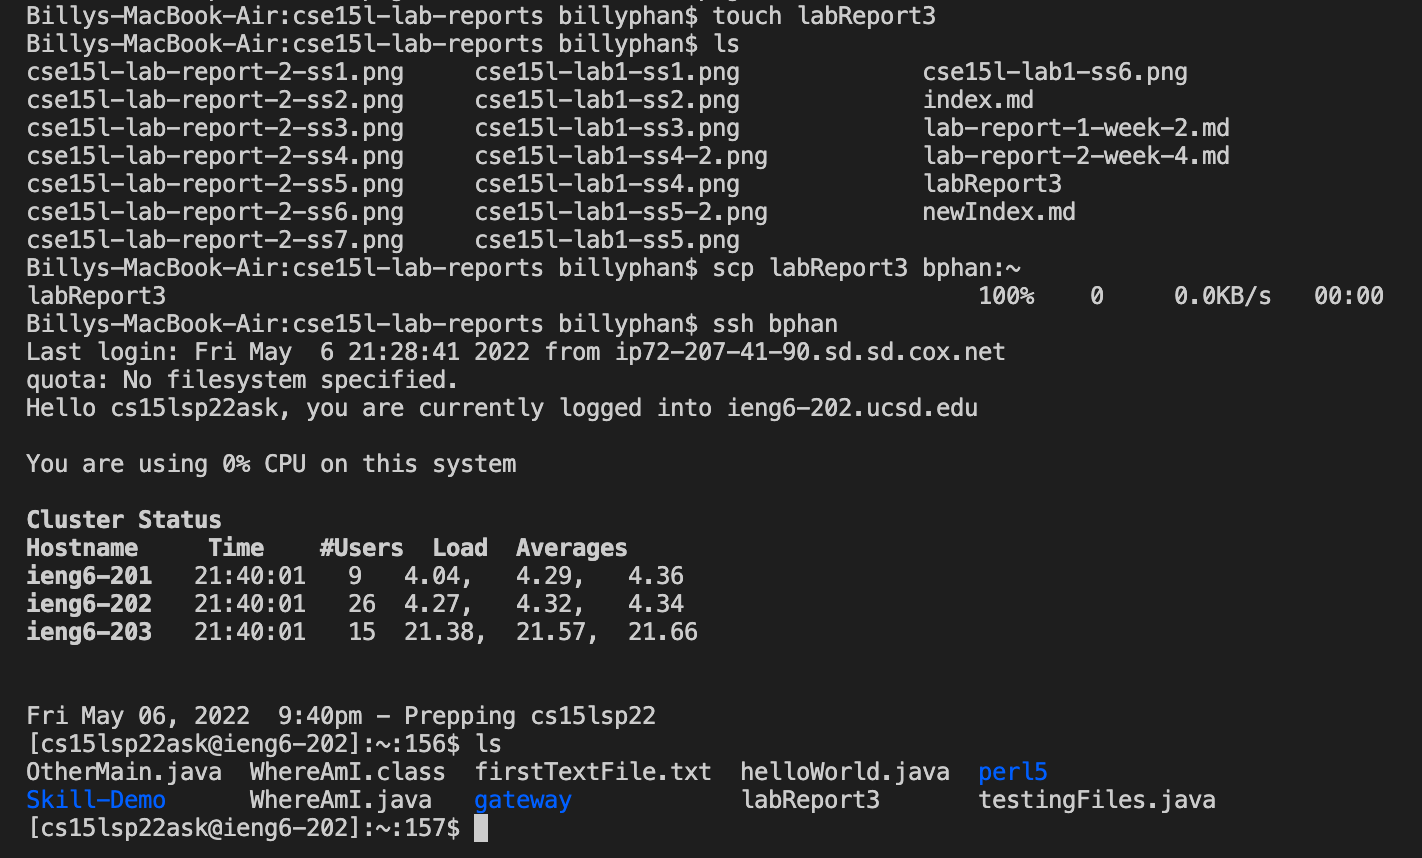 Billys-MacBook-Air:cse15l-lab-reports billyphan$ touch labReport3
Billys-MacBook-Air:cse15l-lab-reports billyphan$ ls
cse15l-lab-report-2-ss1.png     cse15l-lab1-ss1.png             cse15l-lab1-ss6.png
cse15l-lab-report-2-ss2.png     cse15l-lab1-ss2.png             index.md
cse15l-lab-report-2-ss3.png     cse15l-lab1-ss3.png             lab-report-1-week-2.md
cse15l-lab-report-2-ss4.png     cse15l-lab1-ss4-2.png           lab-report-2-week-4.md
cse15l-lab-report-2-ss5.png     cse15l-lab1-ss4.png             labReport3
cse15l-lab-report-2-ss6.png     cse15l-lab1-ss5-2.png           newIndex.md
cse15l-lab-report-2-ss7.png     cse15l-lab1-ss5.png
Billys-MacBook-Air:cse15l-lab-reports billyphan$ scp labReport3 bphan:~
labReport3                                                          100%    0     0.0KB/s   00:00
Billys-MacBook-Air:cse15l-lab-reports billyphan$ ssh bphan
Last login: Fri May  6 21:28:41 2022 from ip72-207-41-90.sd.sd.cox.net
quota: No filesystem specified.
Hello cs15lsp22ask, you are currently logged into ieng6-202.ucsd.edu
You are using 0% CPU on this system
Cluster Status
Hostname     Time    #Users  Load  Averages
ieng6-201   21:40:01   9   4.04,   4.29,   4.36
ieng6-202   21:40:01   26  4.27,   4.32,   4.34
ieng6-203   21:40:01   15  21.38,  21.57,  21.66
Fri May 06, 2022  9:40pm - Prepping cs15lsp22
[cs15lsp22ask@ieng6-202]:~:156$ ls
OtherMain.java  WhereAmI.class  firstTextFile.txt  helloWorld.java  perl5
Skill-Demo      WhereAmI.java   gateway            labReport3       testingFiles.java
[cs15lsp22ask@ieng6-202]:~:157$